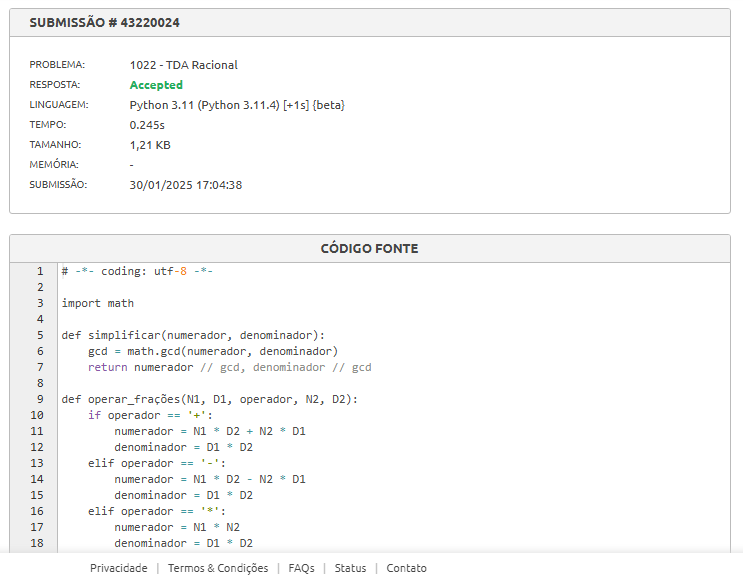 SUBMISSÃO # 43220024
PROBLEMA: 1022 - TDA Racional
RESPOSTA: Accepted
LINGUAGEM: Python 3.11 (Python 3.11.4) [+1s] {beta}
TEMPO: 0.245s
TAMANHO: 1,21 KB
MEMÓRIA: -
SUBMISSÃO: 30/01/2025 17:04:38
CÓDIGO FONTE
1 # -*- coding: utf-8 -*-
2
3 import math
4
5 def simplificar(numerador, denominador):
6     gcd = math.gcd(numerador, denominador)
7     return numerador // gcd, denominador // gcd
8
9 def operar_frações(N1, D1, operador, N2, D2):
10     if operador == '+':
11         numerador = N1 * D2 + N2 * D1
12         denominador = D1 * D2
13     elif operador == '-':
14         numerador = N1 * D2 - N2 * D1
15         denominador = D1 * D2
16     elif operador == '*':
17         numerador = N1 * N2
18         denominador = D1 * D2
Privacidade | Termos & Condições | FAQs | Status | Contato